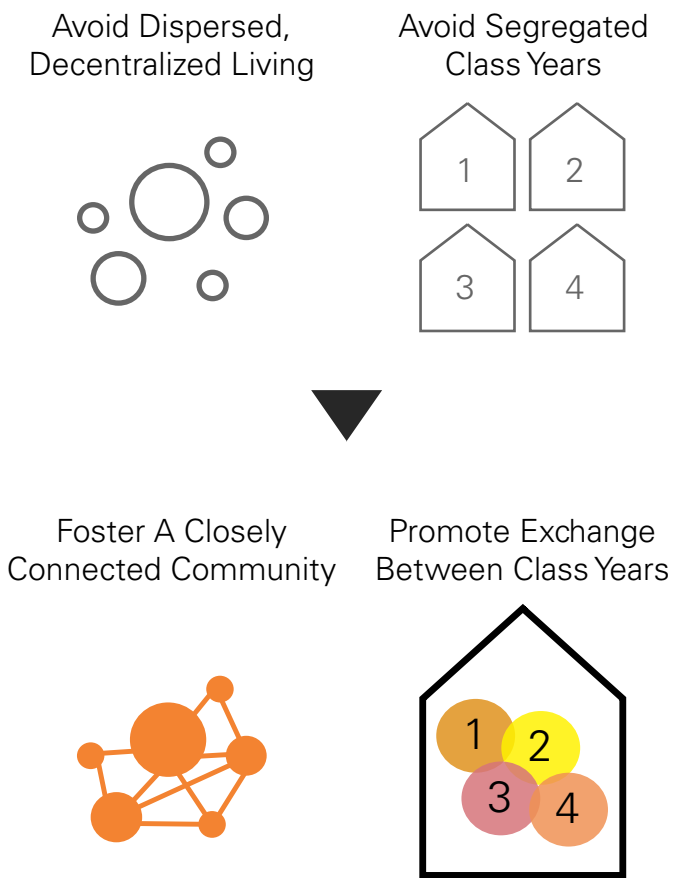 Avoid Dispersed,
Decentralized Living
Avoid Segregated
Class Years
1
2
3
4
Foster A Closely
Connected Community
Promote Exchange
Between Class Years
1
2
3
4